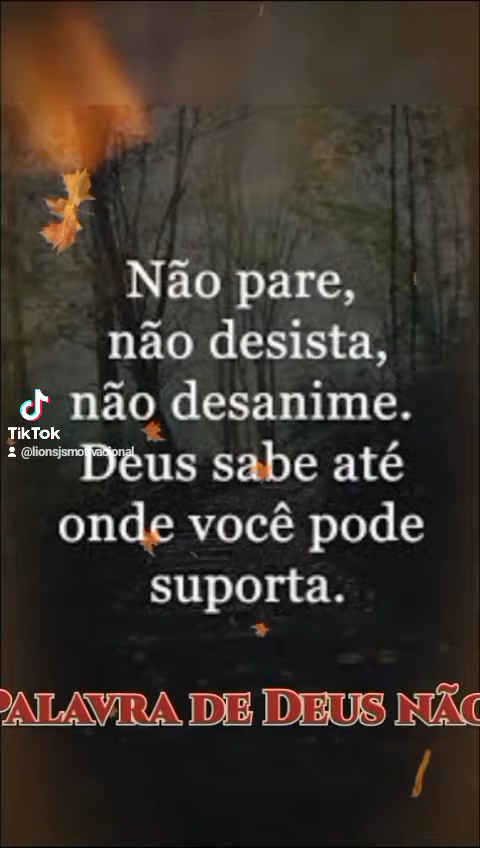 Não pare,
não desista,
não desanime.
TikTok
@lionsjsmotivacional
Deus sabe até
onde você pode
suporta.
PALAVRA DE DEUS NÃO